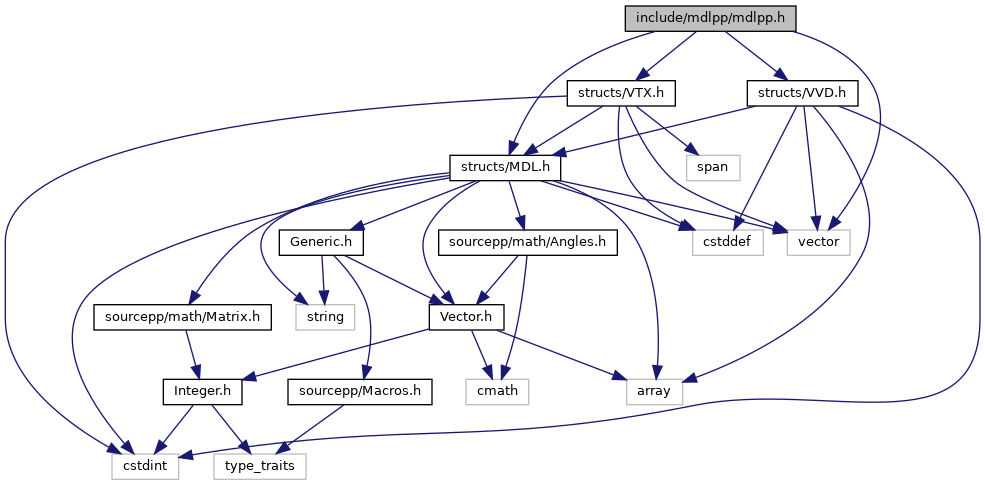 include/mdlpp/mdlpp.h
structs/VTX.h
structs/VVD.h
structs/MDL.h
span
Generic.h
sourcepp/math/Angles.h
cstddef
vector
sourcepp/math/Matrix.h
string
Vector.h
Integer.h
sourcepp/Macros.h
cmath
array
cstdint
type_traits